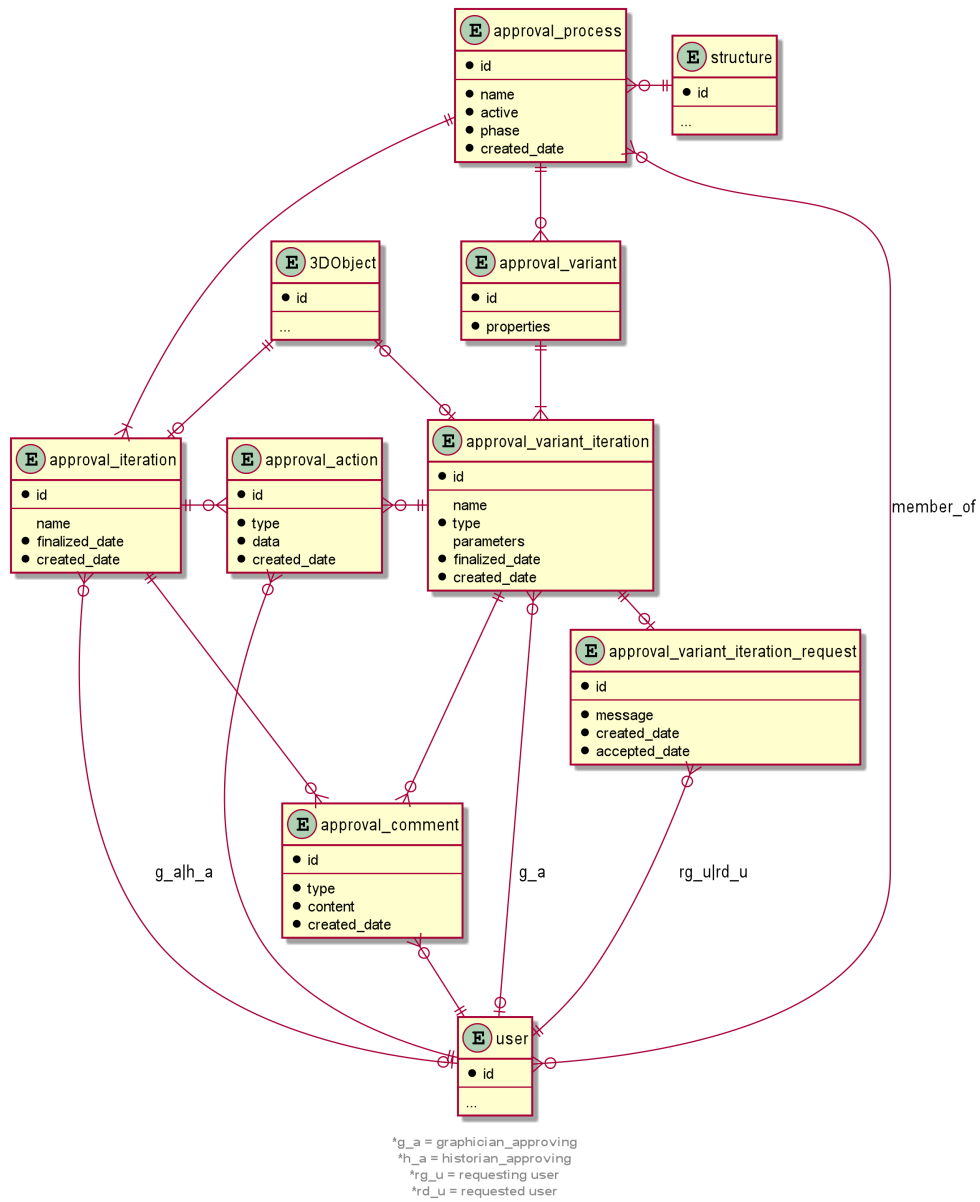 E approval_process
id
name
active
phase
created_date
E structure
id
...
E 3DObject
id
...
E approval_variant
id
properties
E approval_iteration
id
name
finalized_date
created_date
E approval_action
id
type
data
created_date
E approval_variant_iteration
id
name
type
parameters
finalized_date
created_date
member_of
E approval_variant_iteration_request
id
message
created_date
accepted_date
E approval_comment
id
type
content
created_date
g_a|h_a
g_a
rg_u|rd_u
E user
id
...
*g_a = graphician_approving
*h_a = historian_approving
*rg_u = requesting user
*rd_u = requested user